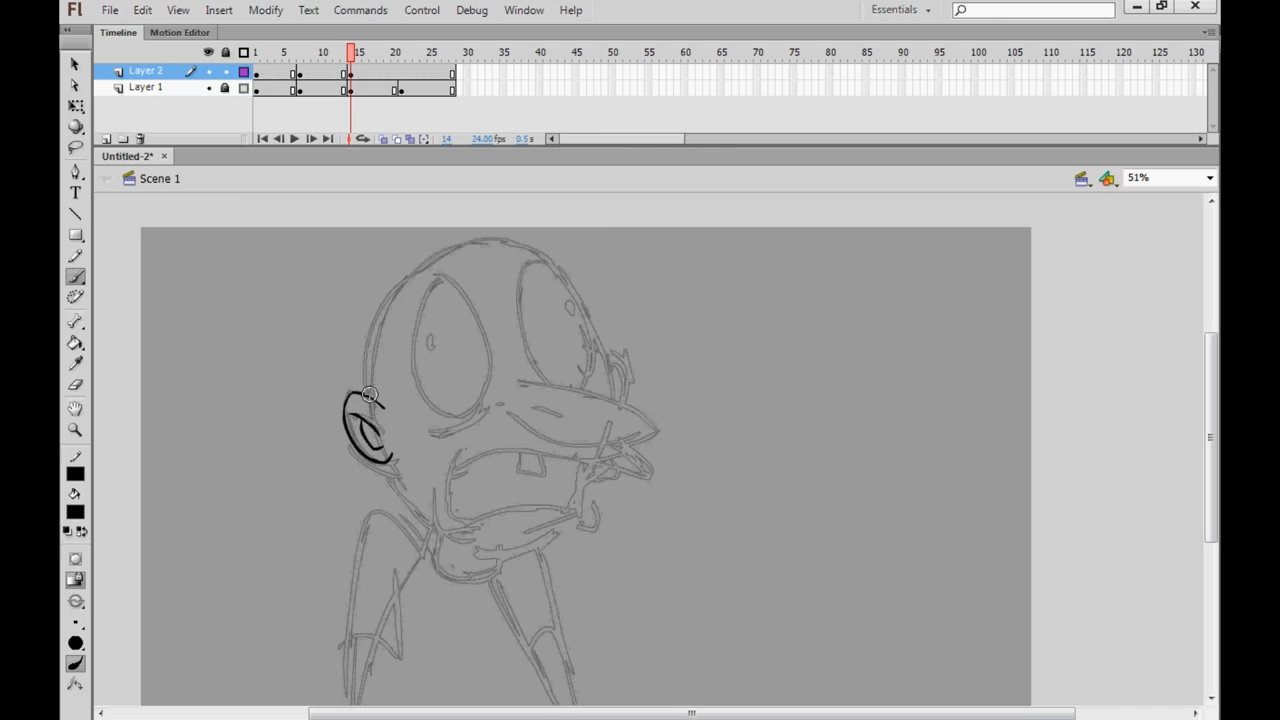 Fl File Edit View Insert Modify Text Commands Control Debug Window Help Essentials
Timeline Motion Editor
1 5 10 15 20 25 30 35 40 45 50 55 60 65 70 75 80 85 90 95 100 105 110 115 120 125 130
Layer 2
Layer 1
14 24.00 fps 0.5 s
Untitled-2* ×
Scene 1 51%
T